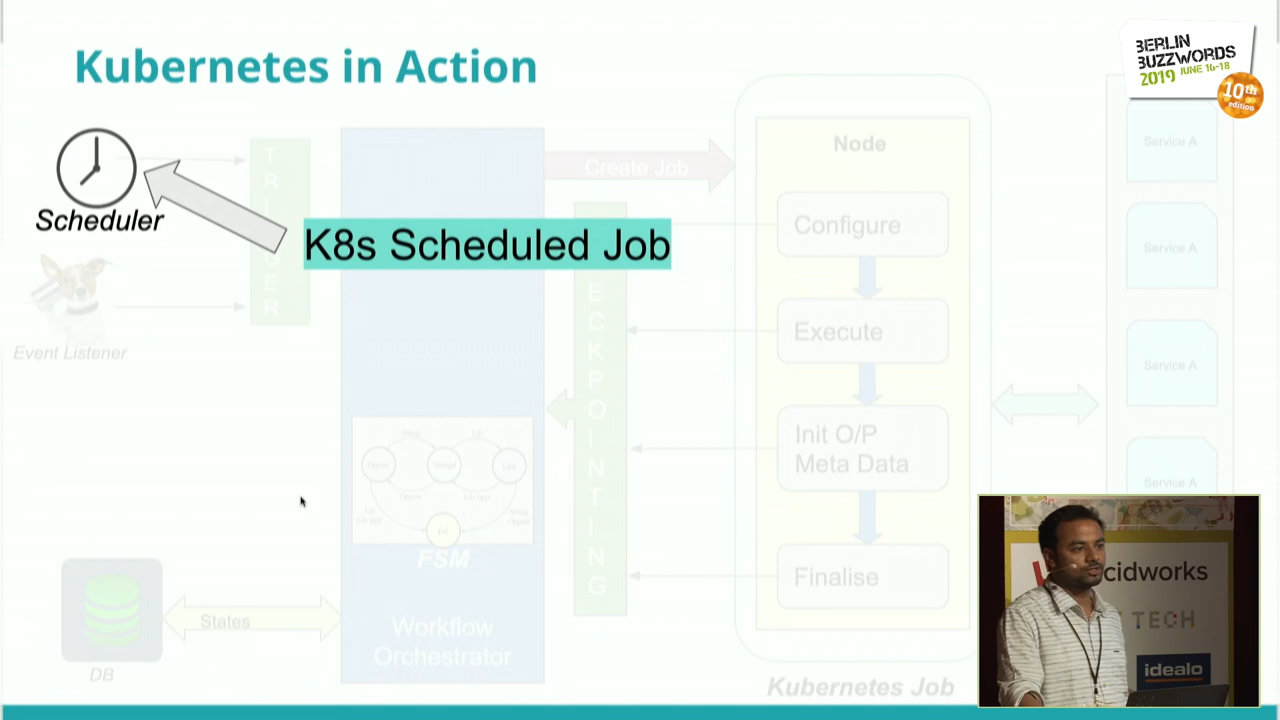 Kubernetes in Action
BERLIN
BUZZWORDS
2019 JUNE 16-18
10th
edition
Scheduler
K8s Scheduled Job
Event Listener
Create Job
Node
Configure
Execute
Init O/P
Meta Data
Finalise
Kubernetes Job
Service A
Service A
Service A
Service A
FSM
Workflow
Orchestrator
States
DB
cidworks
TECH
idealo